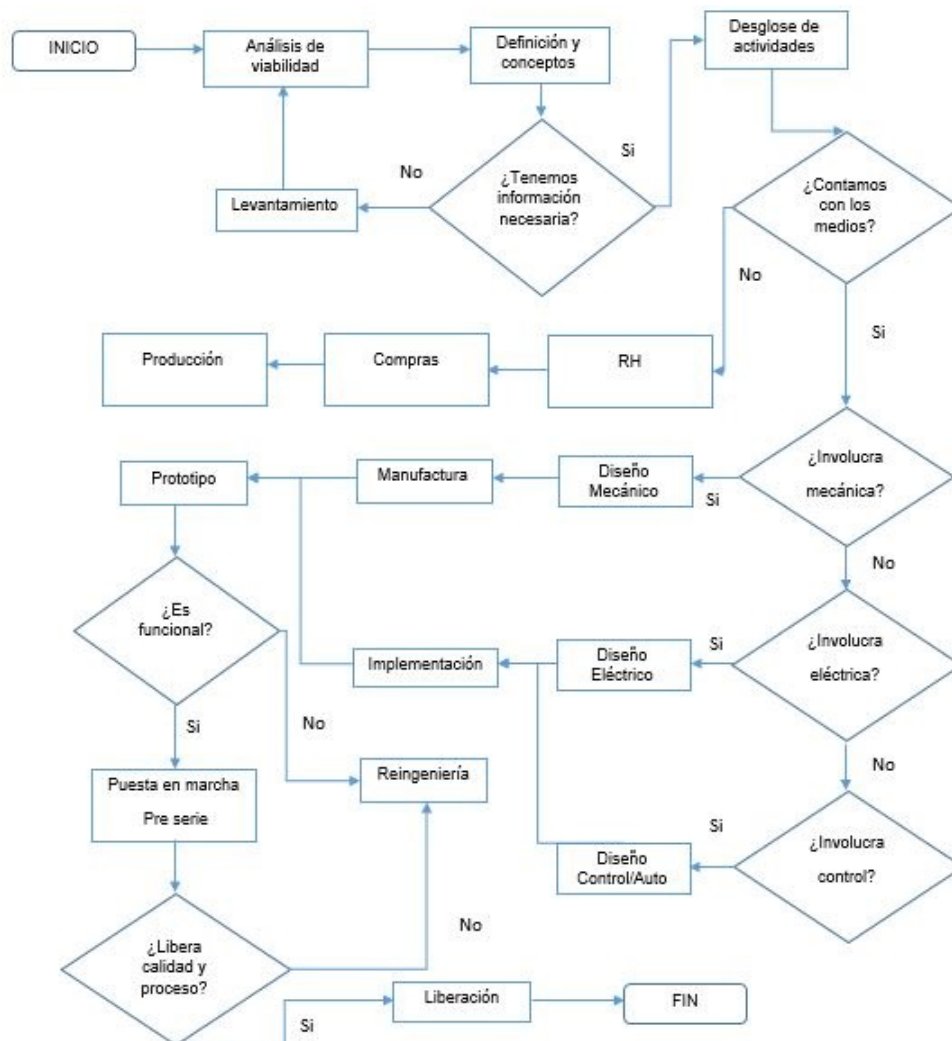 INICIO
Análisis de
viabilidad
Definición y
conceptos
Desglose de
actividades
Si
No
¿Tenemos
información
necesaria?
Levantamiento
¿Contamos
con los
medios?
No
Si
Producción
Compras
RH
¿Involucra
mecánica?
Si
Diseño
Mecánico
Manufactura
Prototipo
No
¿Es
funcional?
¿Involucra
eléctrica?
Si
Diseño
Eléctrico
Implementación
Si
No
No
Puesta en marcha
Pre serie
Reingeniería
Si
¿Involucra
control?
Diseño
Control/Auto
No
¿Libera
calidad y
proceso?
Si
Liberación
FIN